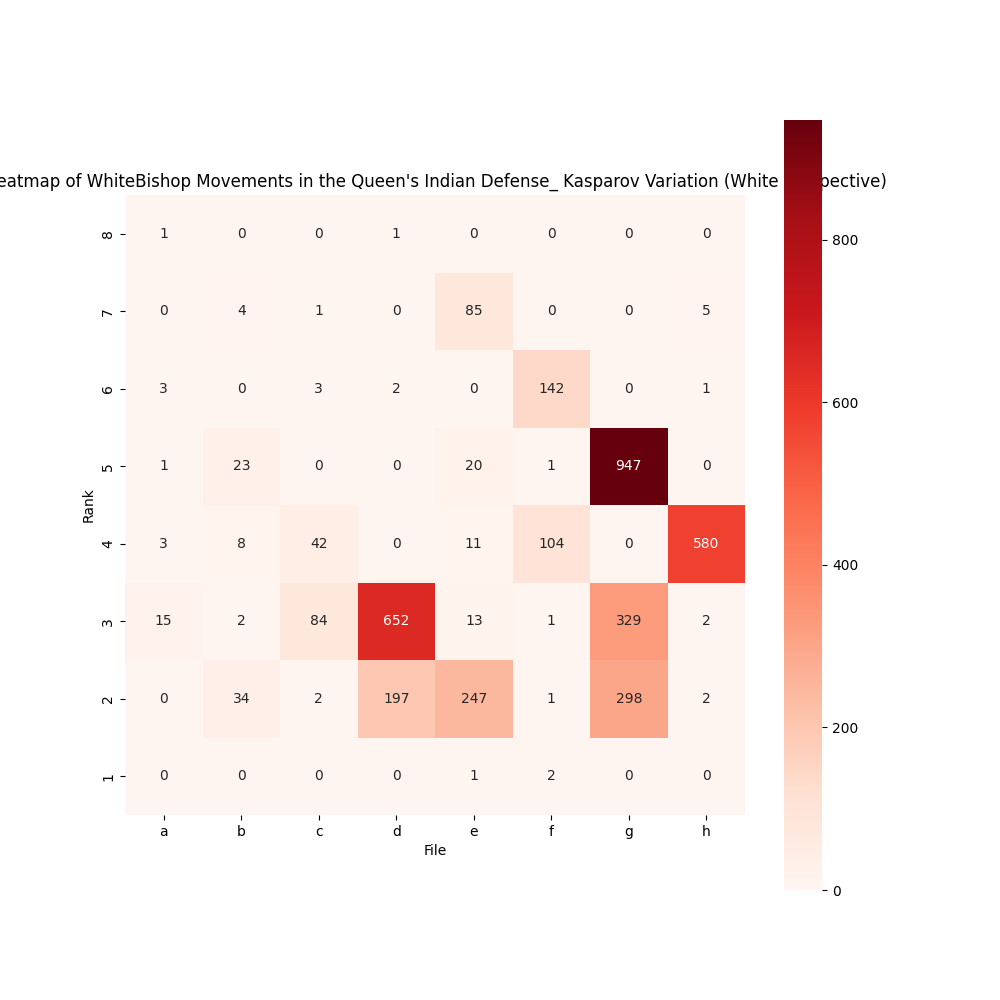 eatmap of WhiteBishop Movements in the Queen's Indian Defense_ Kasparov Variation (White pective)
8 1 0 0 1 0 0 0 0
7 0 4 1 0 85 0 0 5
6 3 0 3 2 0 142 0 1
5 1 23 0 0 20 1 947 0
4 3 8 42 0 11 104 0 580
3 15 2 84 652 13 1 329 2
2 0 34 2 197 247 1 298 2
1 0 0 0 0 1 2 0 0
a b c d e f g h
File
Rank
800
600
400
200
0